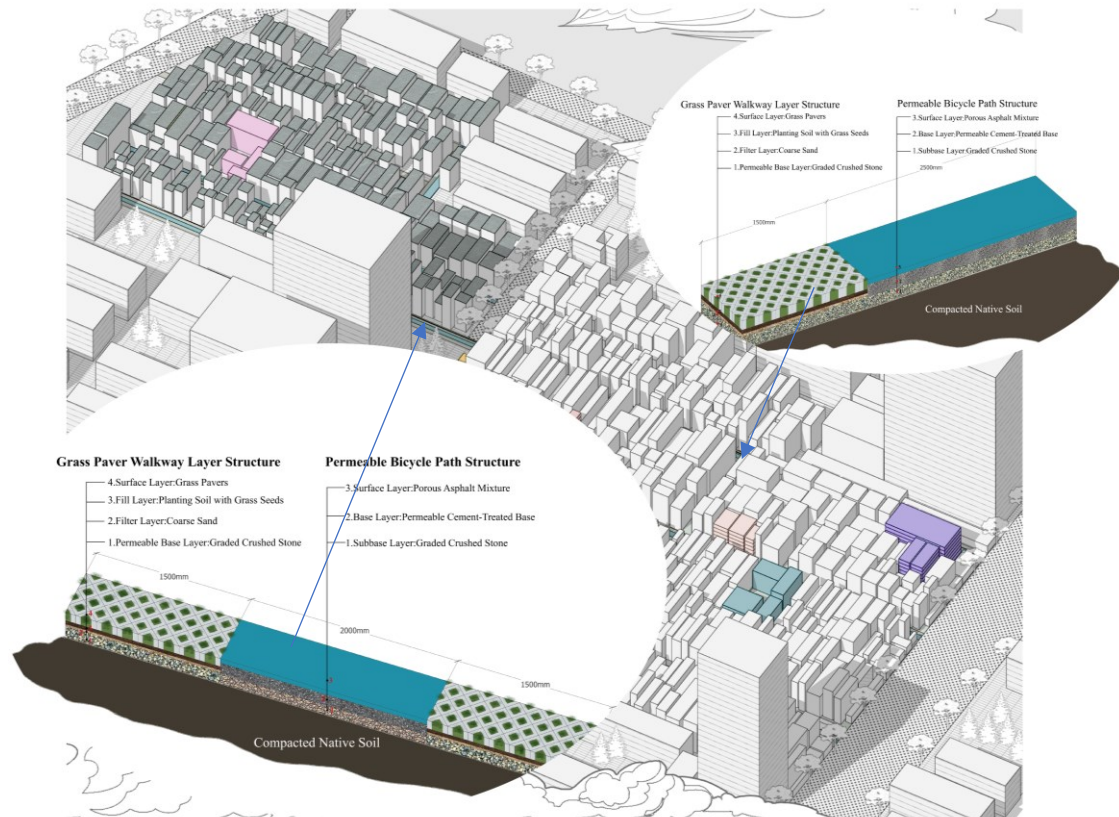 Grass Paver Walkway Layer Structure
4.Surface Layer:Grass Pavers
3.Fill Layer:Planting Soil with Grass Seeds
2.Filter Layer:Coarse Sand
1.Permeable Base Layer:Graded Crushed Stone
Permeable Bicycle Path Structure
3.Surface Layer:Porous Asphalt Mixture
2.Base Layer:Permeable Cement-Treated Base
1.Subbase Layer:Graded Crushed Stone
2500mm
1500mm
Compacted Native Soil
Grass Paver Walkway Layer Structure
4.Surface Layer:Grass Pavers
3.Fill Layer:Planting Soil with Grass Seeds
2.Filter Layer:Coarse Sand
1.Permeable Base Layer:Graded Crushed Stone
Permeable Bicycle Path Structure
3.Surface Layer:Porous Asphalt Mixture
2.Base Layer:Permeable Cement-Treated Base
1.Subbase Layer:Graded Crushed Stone
1500mm
2000mm
1500mm
Compacted Native Soil